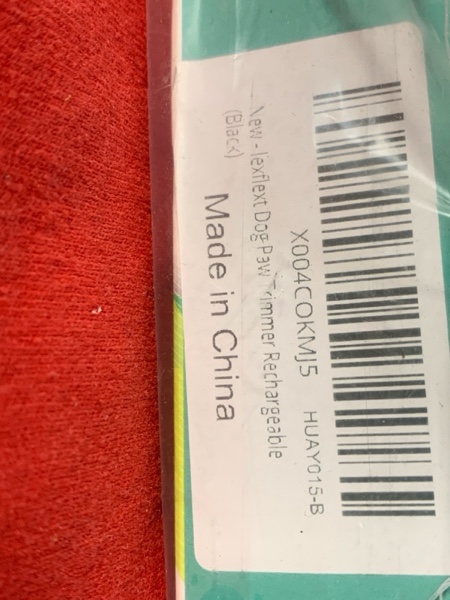 X004COKMJ5 HUAY015-B
New - lexflext Dog Paw Trimmer Rechargeable
(Black)
Made in China